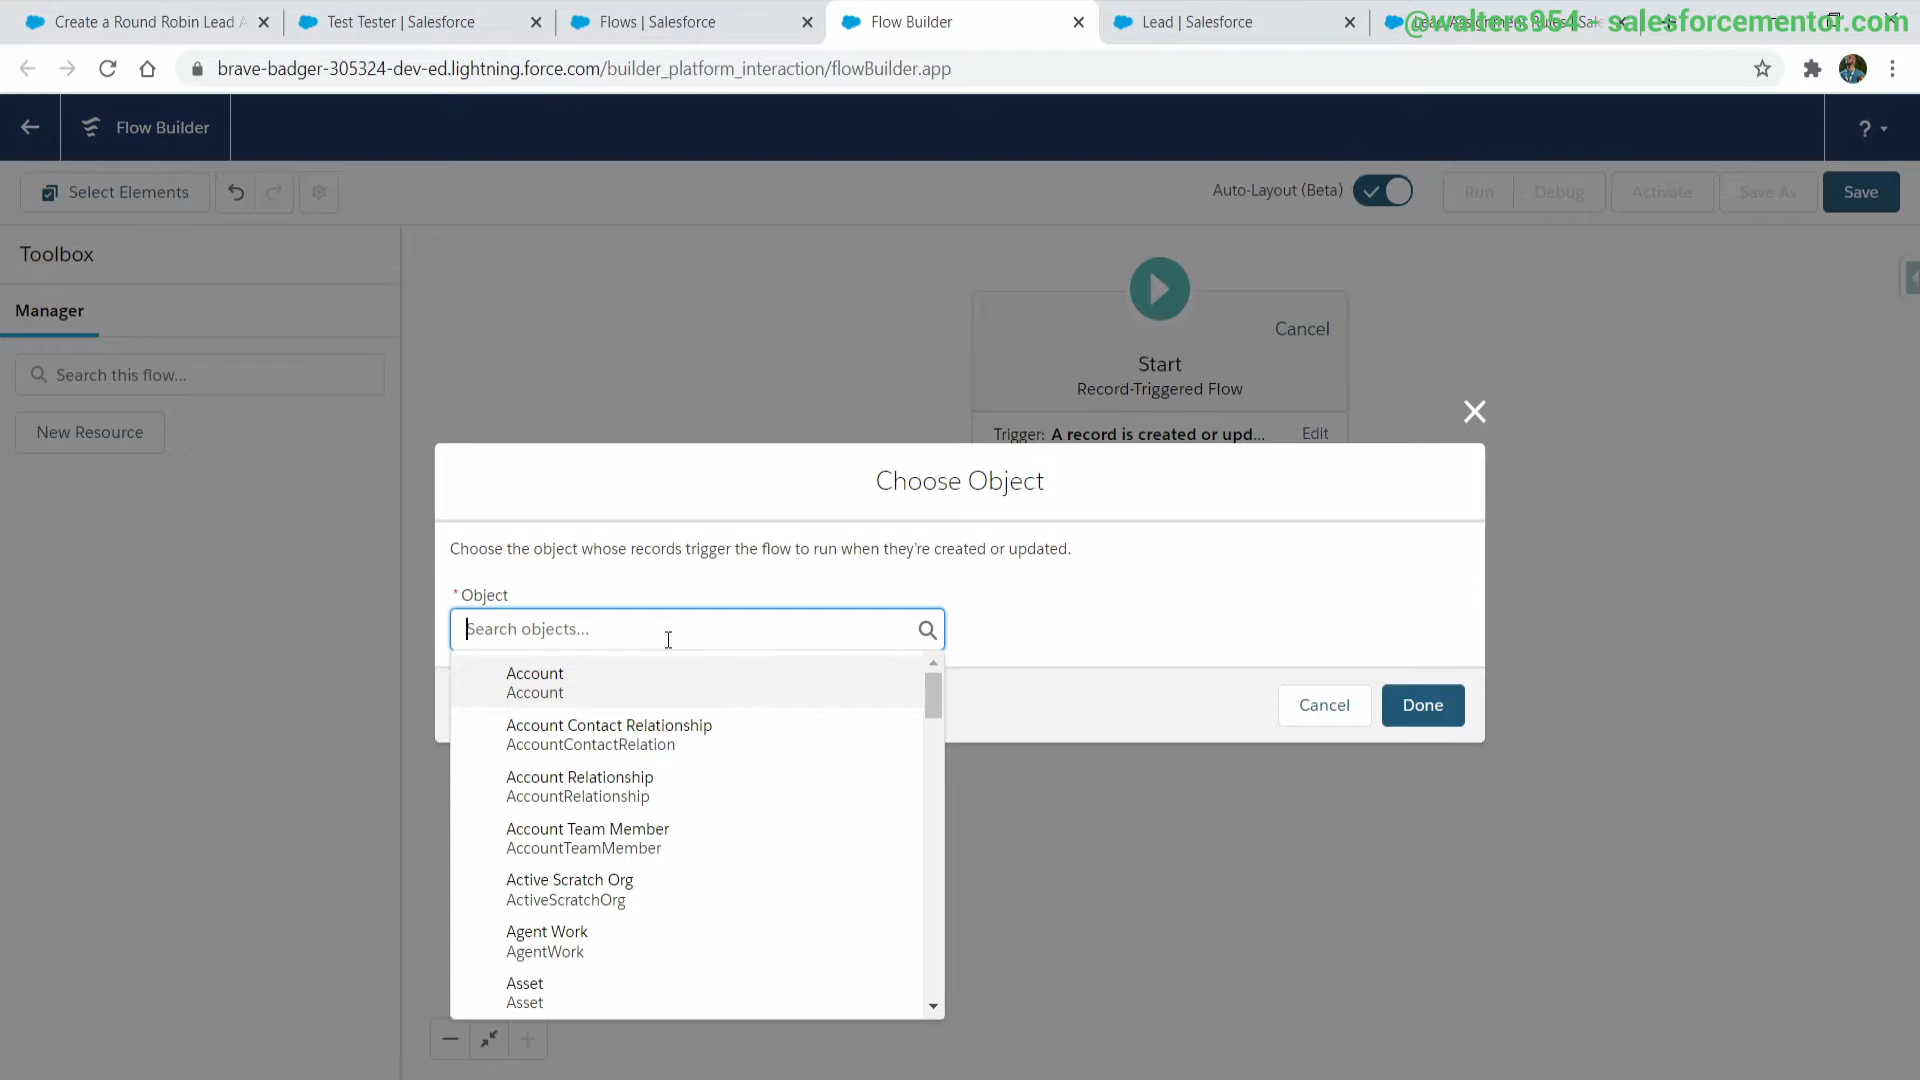 Create a Round Robin Lead A
Test Tester | Salesforce
Flows | Salesforce
Flow Builder
Lead | Salesforce
@walters954 - salesforcementor.com
brave-badger-305324-dev-ed.lightning.force.com/builder_platform_interaction/flowBuilder.app
Flow Builder
?
Select Elements
Auto-Layout (Beta)
Run
Debug
Activate
Save As
Save
Toolbox
Manager
Search this flow...
New Resource
Cancel
Start
Record-Triggered Flow
Trigger: A record is created or upd... Edit
Choose Object
Choose the object whose records trigger the flow to run when they're created or updated.
* Object
Search objects...
Account
Account
Account Contact Relationship
AccountContactRelation
Account Relationship
AccountRelationship
Account Team Member
AccountTeamMember
Active Scratch Org
ActiveScratchOrg
Agent Work
AgentWork
Asset
Asset
Cancel
Done